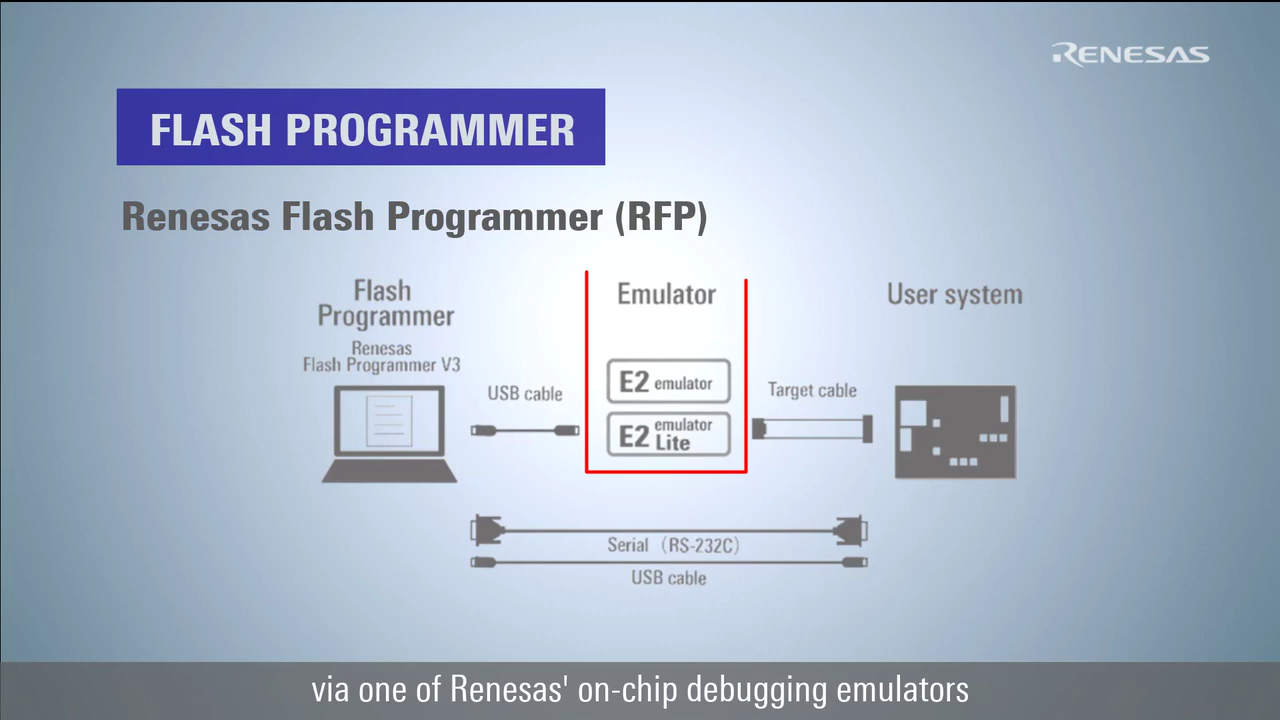 RENESAS
FLASH PROGRAMMER
Renesas Flash Programmer (RFP)
Flash
Programmer
Renesas
Flash Programmer V3
USB cable
Emulator
E2 emulator
E2 emulator
Lite
Target cable
User system
Serial (RS-232C)
USB cable
via one of Renesas' on-chip debugging emulators